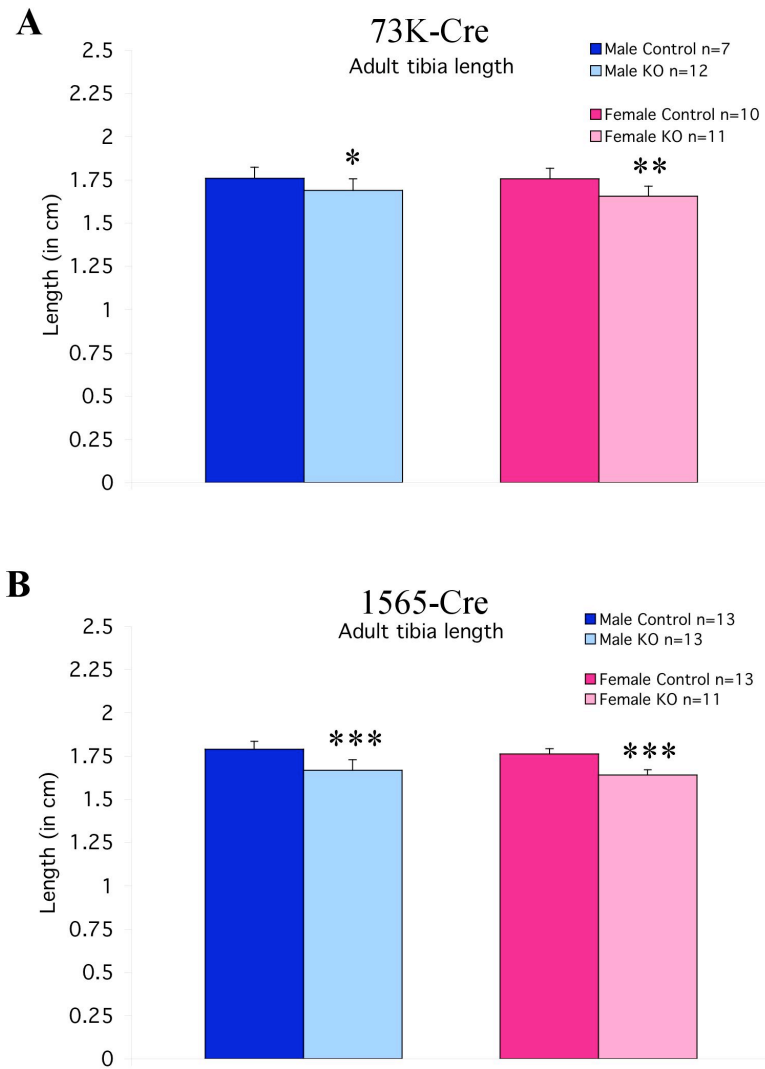 A
73K-Cre
Adult tibia length
Male Control n=7
Male KO n=12
Female Control n=10
Female KO n=11
2.5
2.25
2
1.75
1.5
1.25
1
0.75
0.5
0.25
0
Length (in cm)
*
**
B
1565-Cre
Adult tibia length
Male Control n=13
Male KO n=13
Female Control n=13
Female KO n=11
2.5
2.25
2
1.75
1.5
1.25
1
0.75
0.5
0.25
0
Length (in cm)
***
***